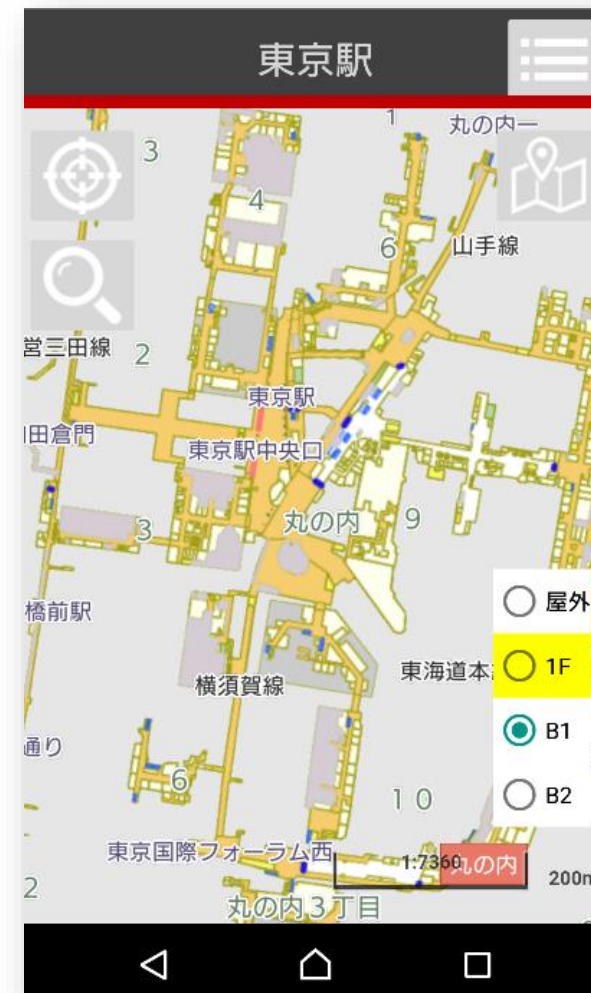 東京駅
1
丸の内一
3
4
6
山手線
営三田線
2
東京駅
田倉門
東京駅中央口
3
丸の内
9
橋前駅
屋外
1F
横須賀線
東海道本
B1
通り
6
10
B2
東京国際フォーラム西
1:7360
丸の内
200m
2
丸の内3丁目